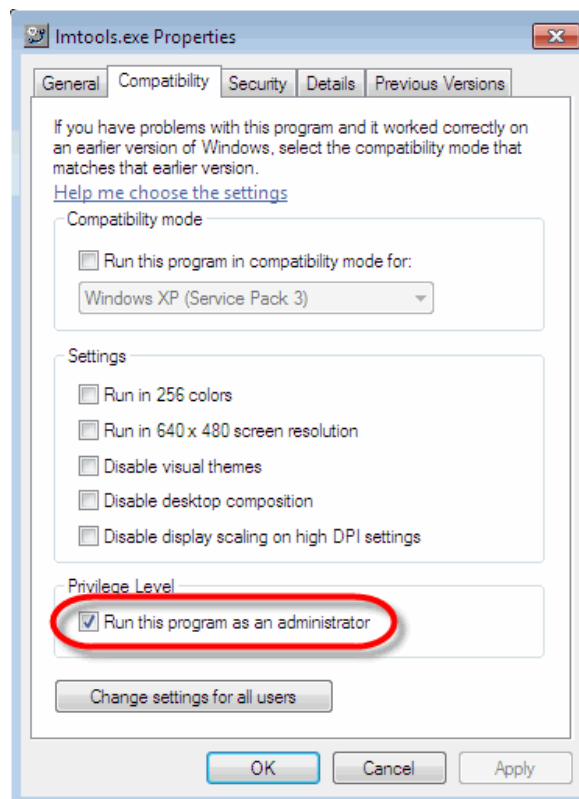 lmtools.exe Properties
General
Compatibility
Security
Details
Previous Versions
If you have problems with this program and it worked correctly on
an earlier version of Windows, select the compatibility mode that
matches that earlier version.
Help me choose the settings
Compatibility mode
Run this program in compatibility mode for:
Windows XP (Service Pack 3)
Settings
Run in 256 colors
Run in 640 x 480 screen resolution
Disable visual themes
Disable desktop composition
Disable display scaling on high DPI settings
Privilege Level
Run this program as an administrator
Change settings for all users
OK
Cancel
Apply